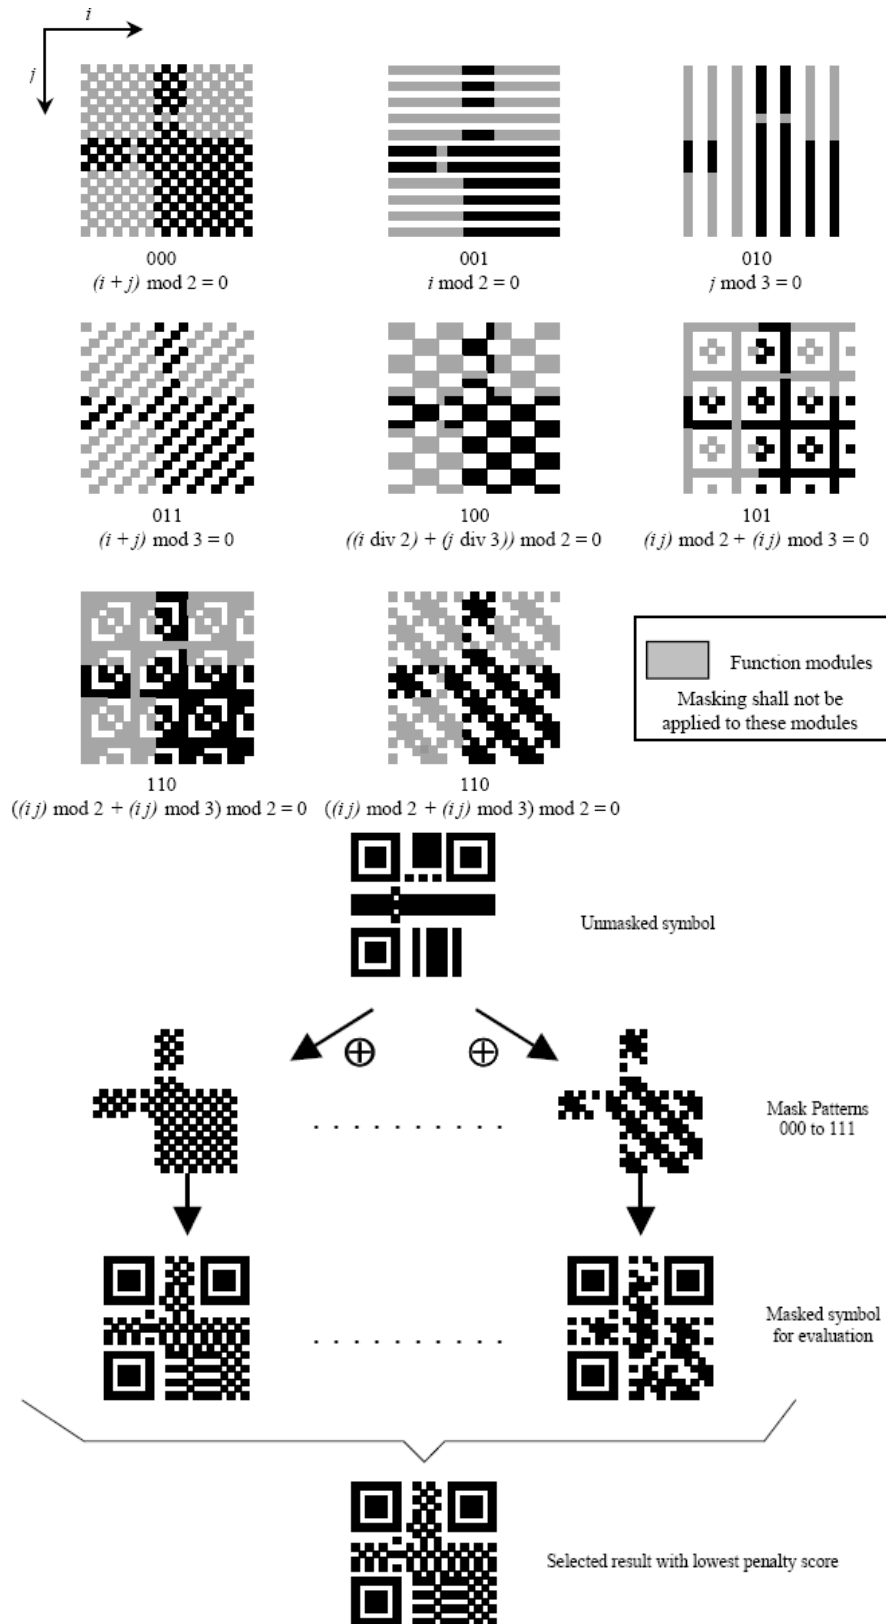 i
j
000
(i + j) mod 2 = 0
001
i mod 2 = 0
010
j mod 3 = 0
011
(i + j) mod 3 = 0
100
((i div 2) + (j div 3)) mod 2 = 0
101
(i j) mod 2 + (i j) mod 3 = 0
110
((i j) mod 2 + (i j) mod 3) mod 2 = 0
110
((i j) mod 2 + (i j) mod 3) mod 2 = 0
Function modules
Masking shall not be
applied to these modules
Unmasked symbol
Mask Patterns
000 to 111
. . . . . . . . . .
Masked symbol
for evaluation
. . . . . . . . . .
Selected result with lowest penalty score